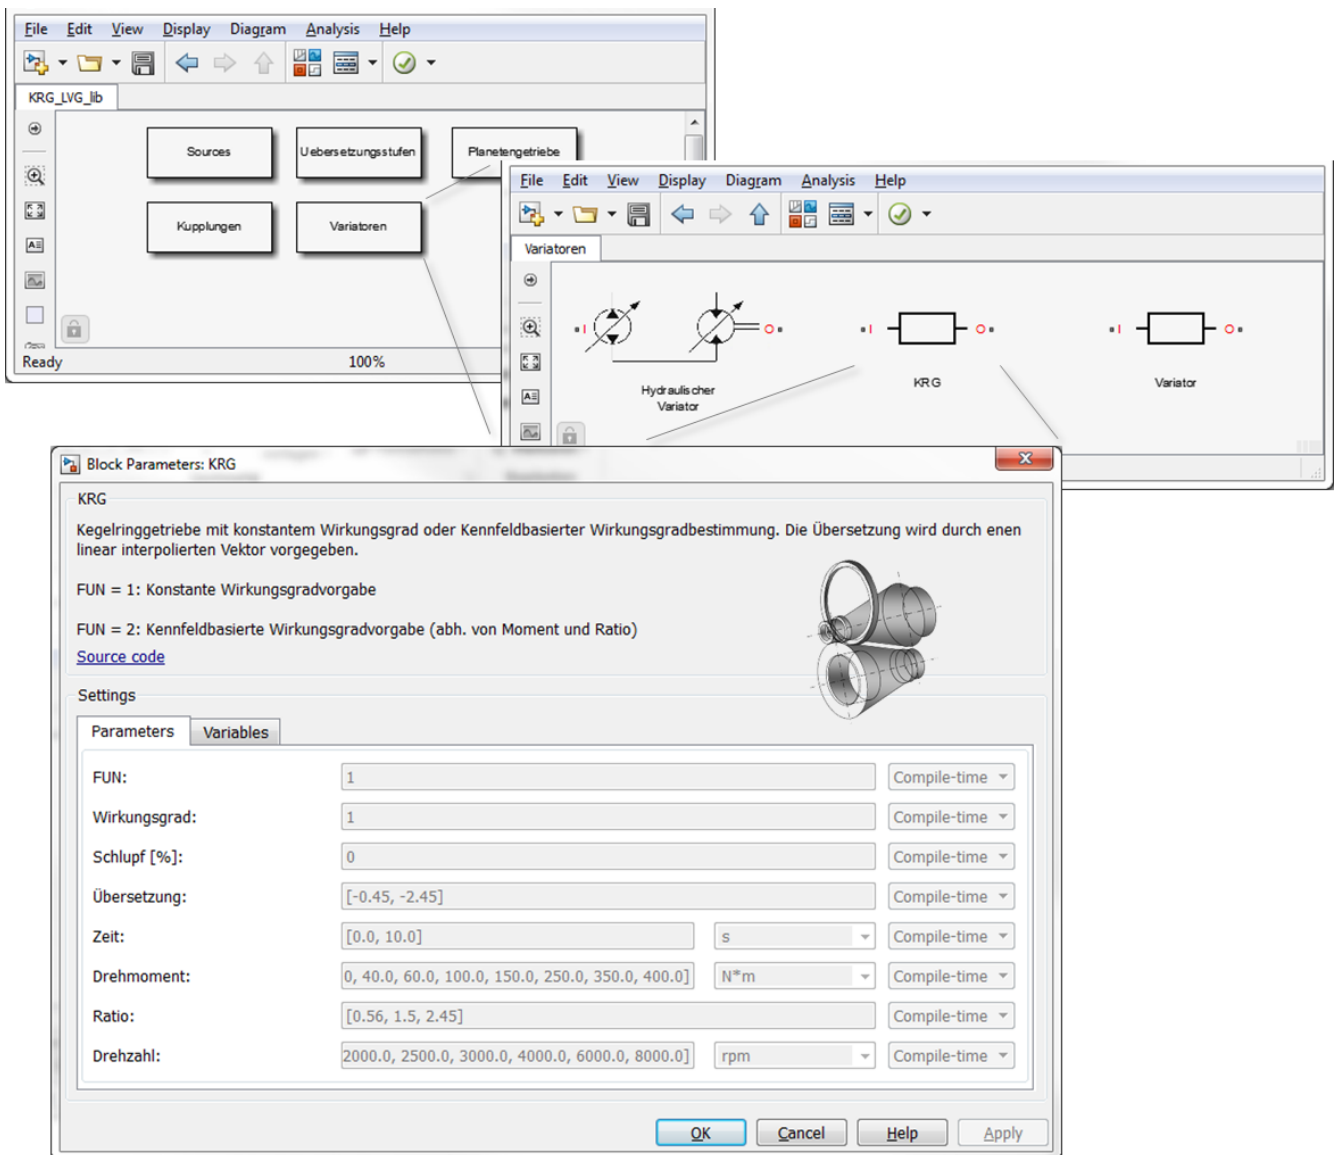 File Edit View Display Diagram Analysis Help
KRG_LVG_lib
Sources
Uebersetzungsstufen
Planetengetriebe
Kupplungen
Variatoren
Ready
100%
File Edit View Display Diagram Analysis Help
Variatoren
I
O
I
O
I
O
Hydraulischer
Variator
KRG
Variator
Block Parameters: KRG
KRG
Kegelringgetriebe mit konstantem Wirkungsgrad oder Kennfeldbasierter Wirkungsgradbestimmung. Die Übersetzung wird durch enen
linear interpolierten Vektor vorgegeben.
FUN = 1: Konstante Wirkungsgradvorgabe
FUN = 2: Kennfeldbasierte Wirkungsgradvorgabe (abh. von Moment und Ratio)
Source code
Settings
Parameters Variables
FUN: 1 Compile-time
Wirkungsgrad: 1 Compile-time
Schlupf [%]: 0 Compile-time
Übersetzung: [-0.45, -2.45] Compile-time
Zeit: [0.0, 10.0] s Compile-time
Drehmoment: 0, 40.0, 60.0, 100.0, 150.0, 250.0, 350.0, 400.0] N*m Compile-time
Ratio: [0.56, 1.5, 2.45] Compile-time
Drehzahl: 2000.0, 2500.0, 3000.0, 4000.0, 6000.0, 8000.0] rpm Compile-time
OK Cancel Help Apply